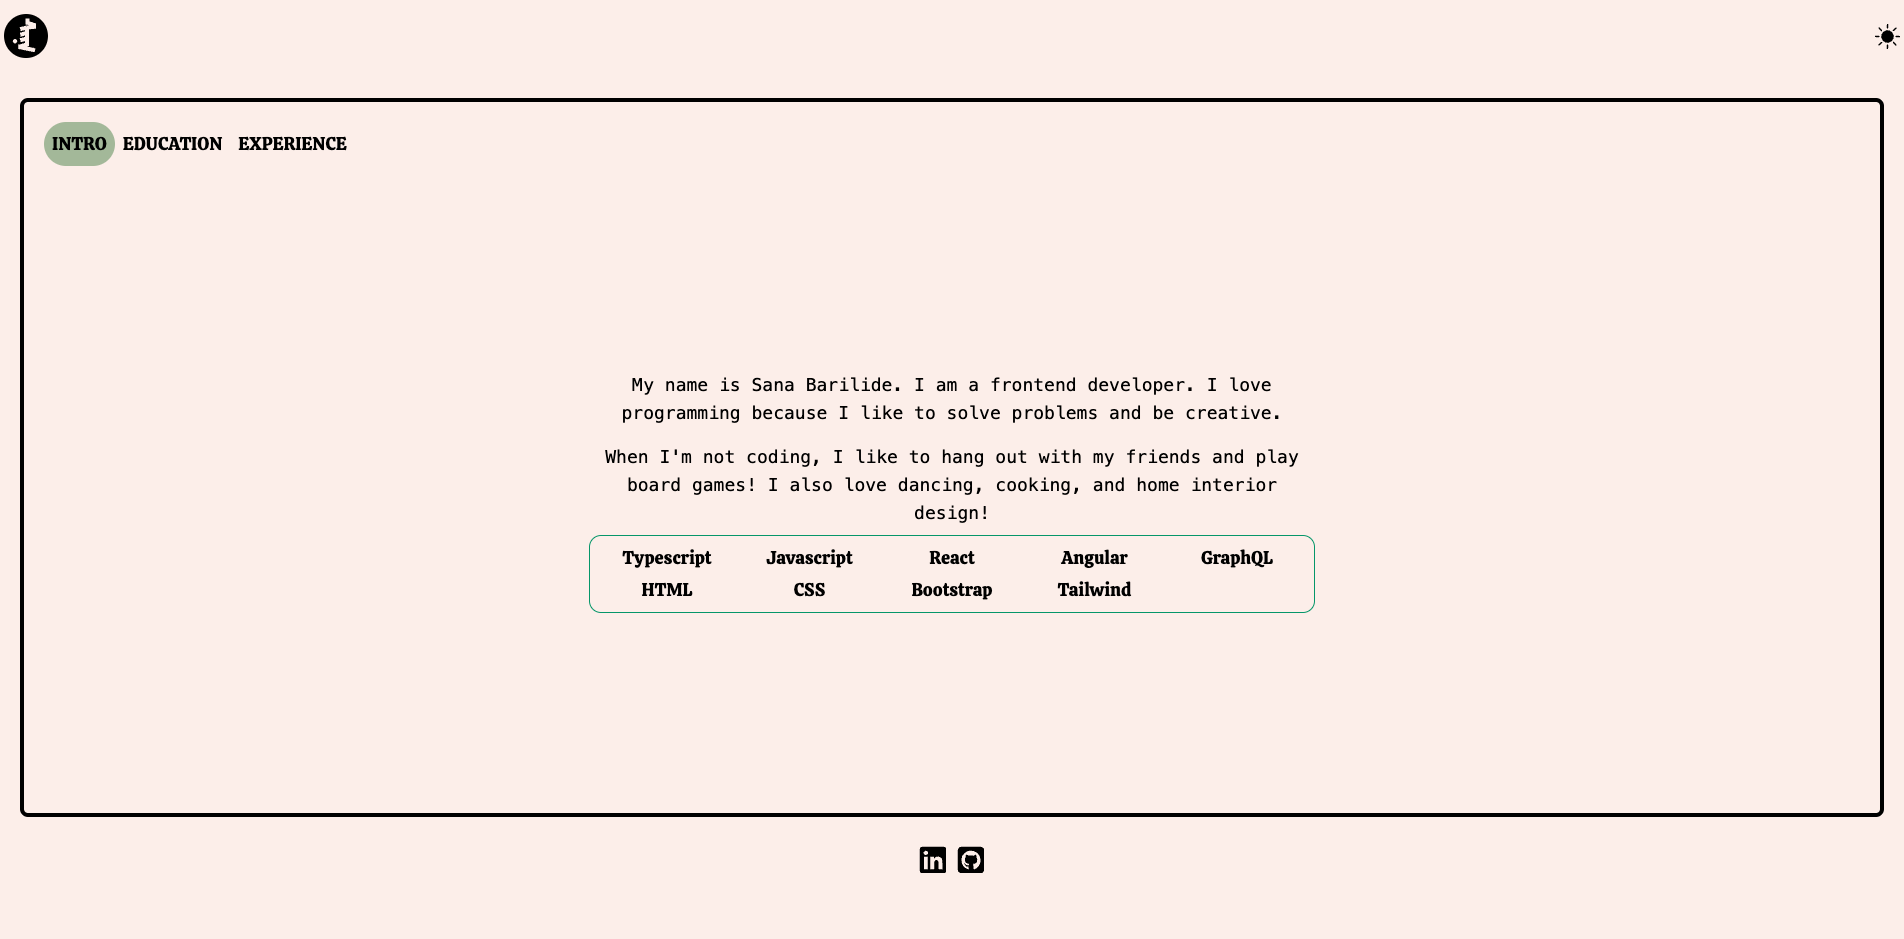 INTRO EDUCATION EXPERIENCE
My name is Sana Barilide. I am a frontend developer. I love
programming because I like to solve problems and be creative.
When I'm not coding, I like to hang out with my friends and play
board games! I also love dancing, cooking, and home interior
design!
Typescript Javascript React Angular GraphQL
HTML CSS Bootstrap Tailwind
in